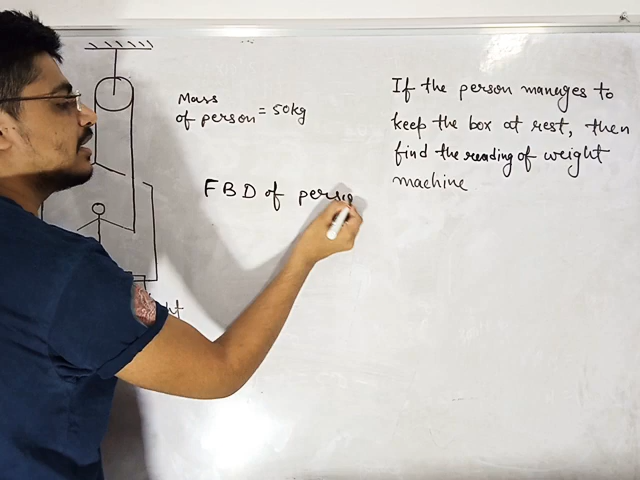 Mass
of person = 50kg
If the person maneges to
keep the box at rest, then
find the reading of weight
machine
FBD of perso